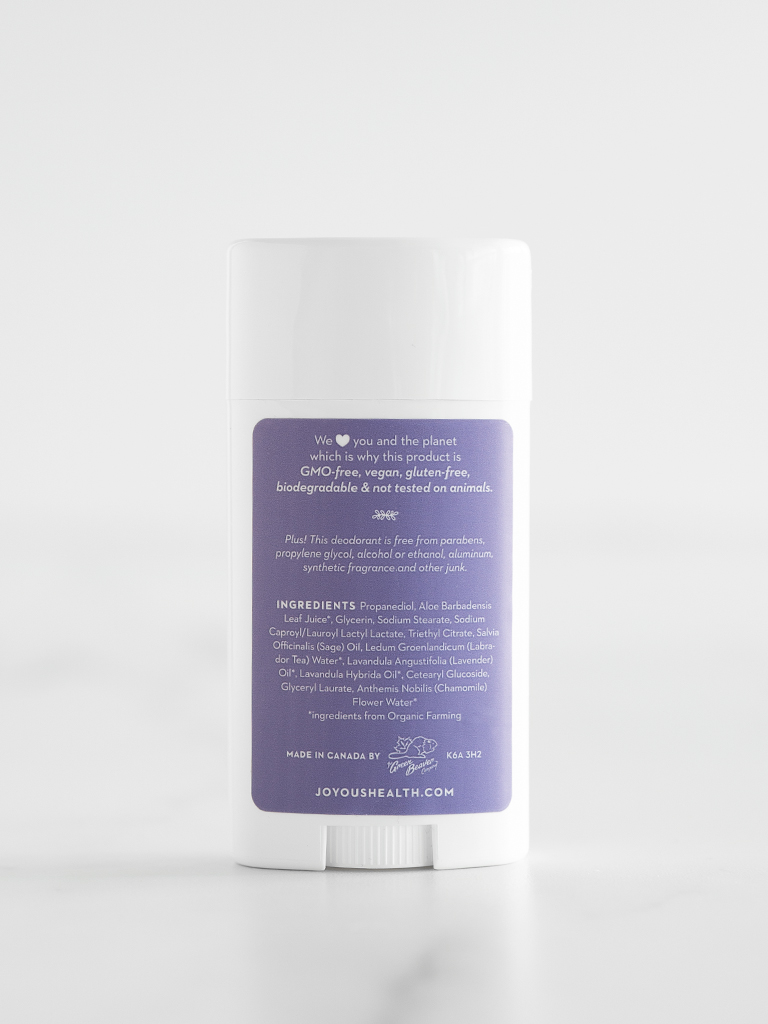 We ♥ you and the planet
which is why this product is
GMO-free, vegan, gluten-free,
biodegradable & not tested on animals.
Plus! This deodorant is free from parabens,
propylene glycol, alcohol or ethanol, aluminum,
synthetic fragrance and other junk.
INGREDIENTS Propanediol, Aloe Barbadensis
Leaf Juice*, Glycerin, Sodium Stearate, Sodium
Caproyl/Lauroyl Lactyl Lactate, Triethyl Citrate, Salvia
Officinalis (Sage) Oil, Ledum Groenlandicum (Labra-
dor Tea) Water*, Lavandula Angustifolia (Lavender)
Oil*, Lavandula Hybrida Oil*, Cetearyl Glucoside,
Glyceryl Laurate, Anthemis Nobilis (Chamomile)
Flower Water*
*ingredients from Organic Farming
MADE IN CANADA BY Green Beaver Company K6A 3H2
JOYOUSHEALTH.COM